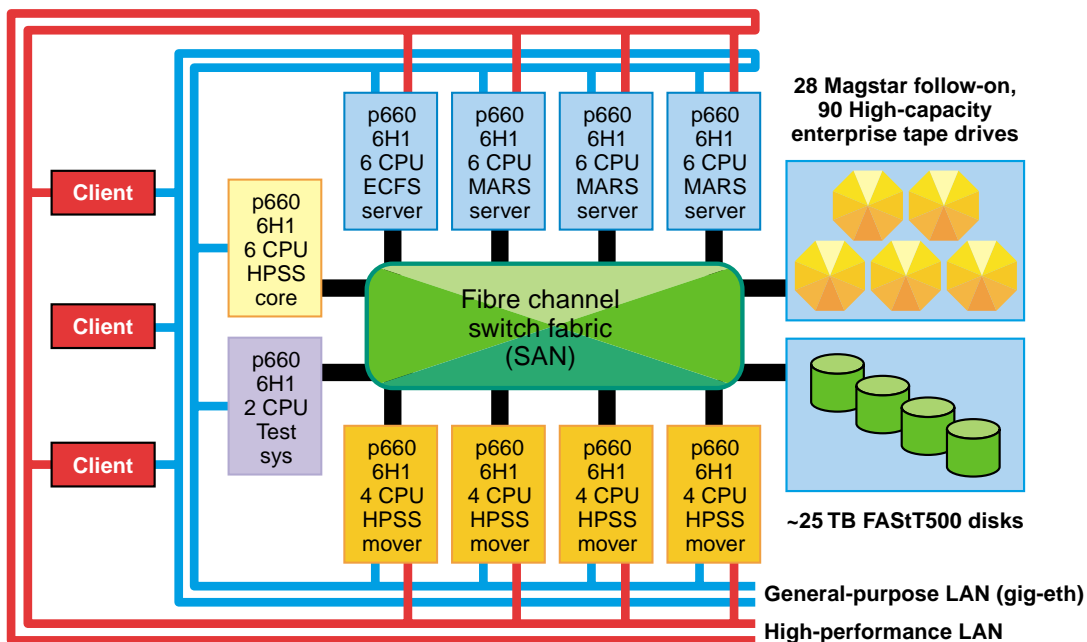 28 Magstar follow-on,
90 High-capacity
enterprise tape drives
p660
6H1
6 CPU
ECFS
server
p660
6H1
6 CPU
MARS
server
p660
6H1
6 CPU
MARS
server
p660
6H1
6 CPU
MARS
server
Client
Client
Client
p660
6H1
6 CPU
HPSS
core
p660
6H1
2 CPU
Test
sys
Fibre channel
switch fabric
(SAN)
p660
6H1
4 CPU
HPSS
mover
p660
6H1
4 CPU
HPSS
mover
p660
6H1
4 CPU
HPSS
mover
p660
6H1
4 CPU
HPSS
mover
~25 TB FAStT500 disks
General-purpose LAN (gig-eth)
High-performance LAN